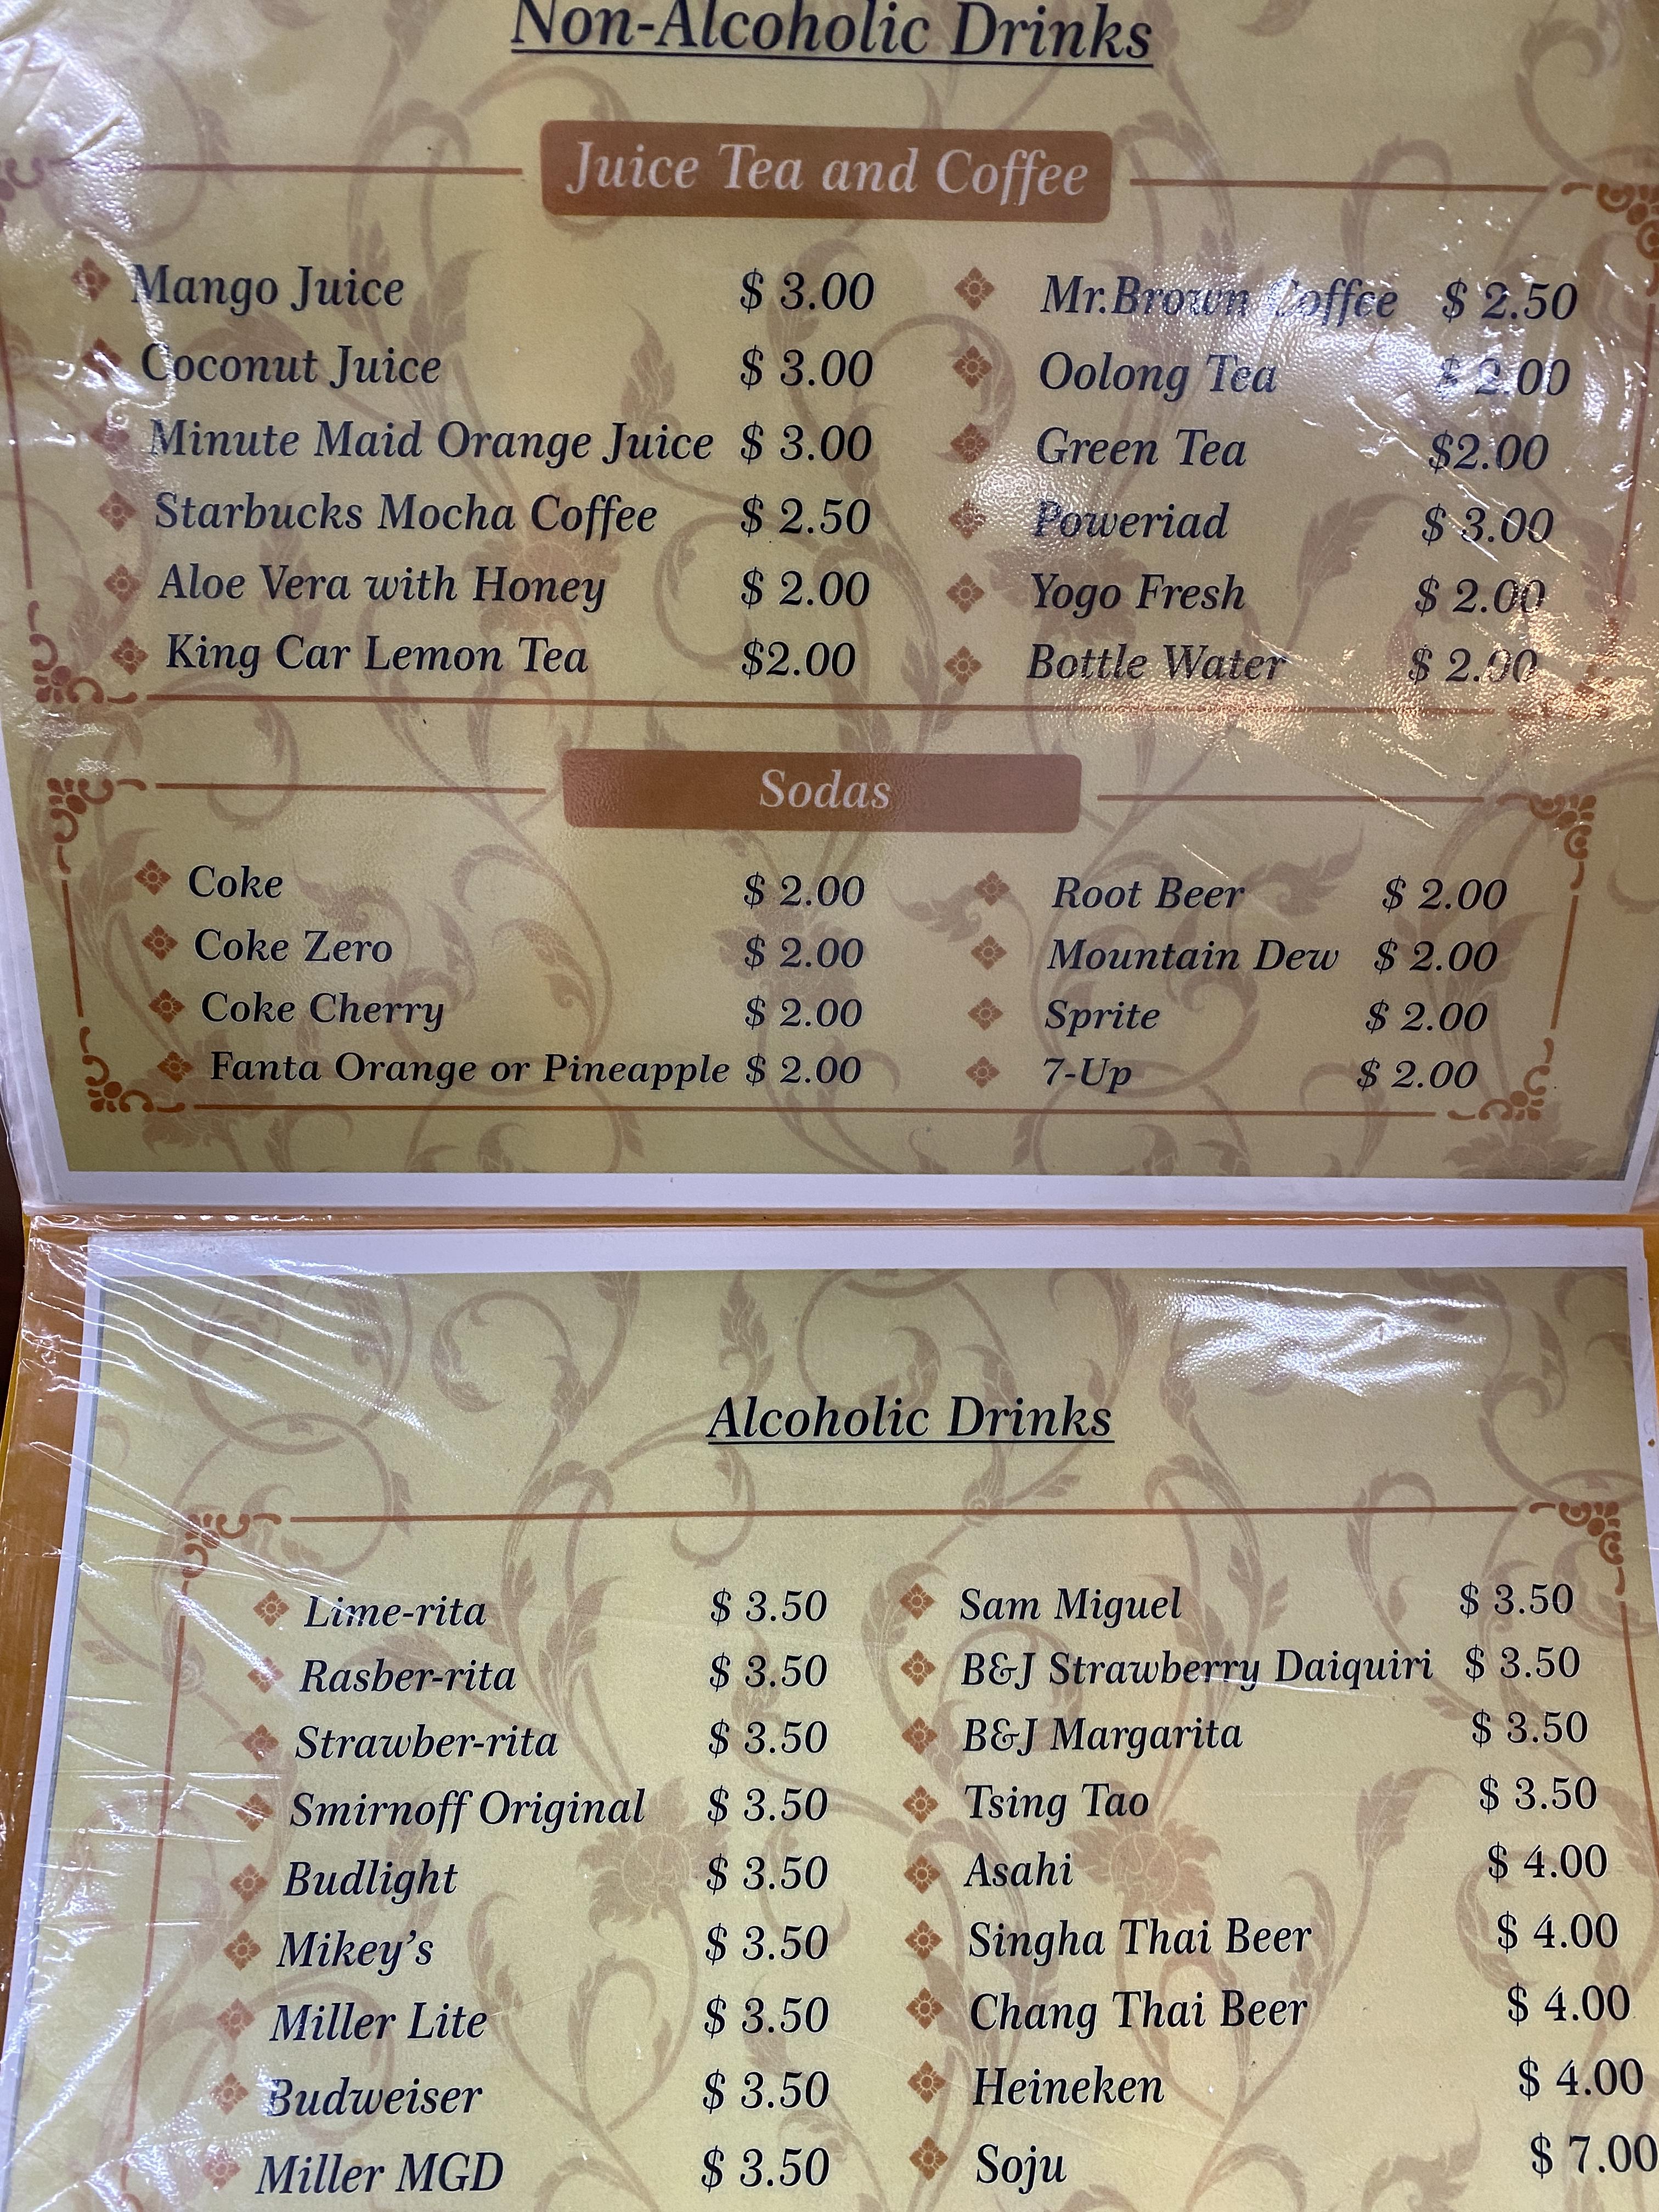 Non-Alcoholic Drinks
Juice Tea and Coffee
Mango Juice $ 3.00
Coconut Juice $ 3.00
Minute Maid Orange Juice $ 3.00
Starbucks Mocha Coffee $ 2.50
Aloe Vera with Honey $ 2.00
King Car Lemon Tea $2.00
Mr.Brown Coffee $ 2.50
Oolong Tea $ 2.00
Green Tea $2.00
Poweriad $ 3.00
Yogo Fresh $ 2.00
Bottle Water $ 2.00
Sodas
Coke $ 2.00
Coke Zero $ 2.00
Coke Cherry $ 2.00
Fanta Orange or Pineapple $ 2.00
Root Beer $ 2.00
Mountain Dew $ 2.00
Sprite $ 2.00
7-Up $ 2.00
Alcoholic Drinks
Lime-rita $ 3.50
Rasber-rita $ 3.50
Strawber-rita $ 3.50
Smirnoff Original $ 3.50
Budlight $ 3.50
Mikey's $ 3.50
Miller Lite $ 3.50
Budweiser $ 3.50
Miller MGD $ 3.50
Sam Miguel $ 3.50
B&J Strawberry Daiquiri $ 3.50
B&J Margarita $ 3.50
Tsing Tao $ 3.50
Asahi $ 4.00
Singha Thai Beer $ 4.00
Chang Thai Beer $ 4.00
Heineken $ 4.00
Soju $ 7.00